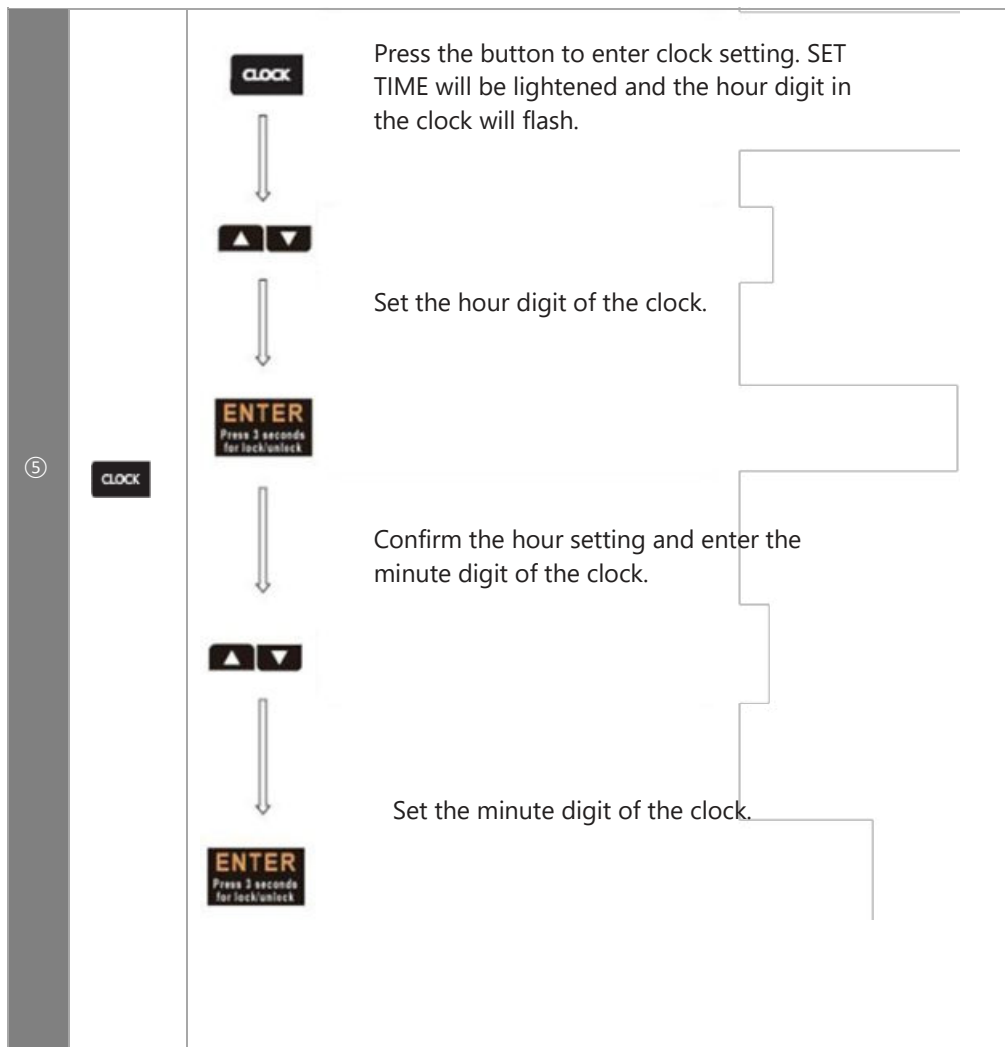 CLOCK
Press the button to enter clock setting. SET
TIME will be lightened and the hour digit in
the clock will flash.
Set the hour digit of the clock.
ENTER
Press 3 seconds
for lock/unlock
⑤
CLOCK
Confirm the hour setting and enter the
minute digit of the clock.
Set the minute digit of the clock.
ENTER
Press 3 seconds
for lock/unlock